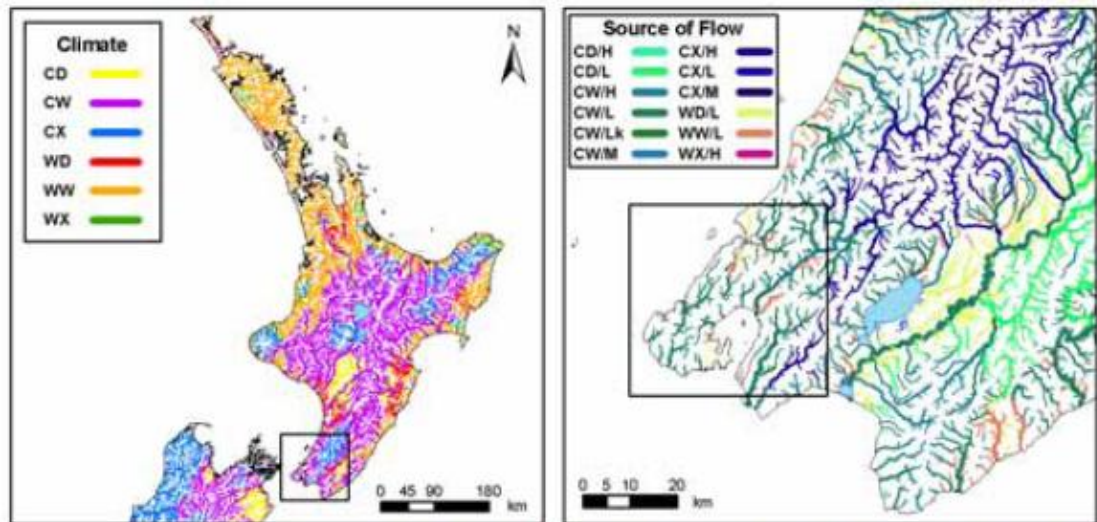 Climate
CD
CW
CX
WD
WW
WX
N
0 45 90 180
km
Source of Flow
CD/H CX/H
CD/L CX/L
CW/H CX/M
CW/L WD/L
CW/Lk WW/L
CW/M WX/H
0 5 10 20
km